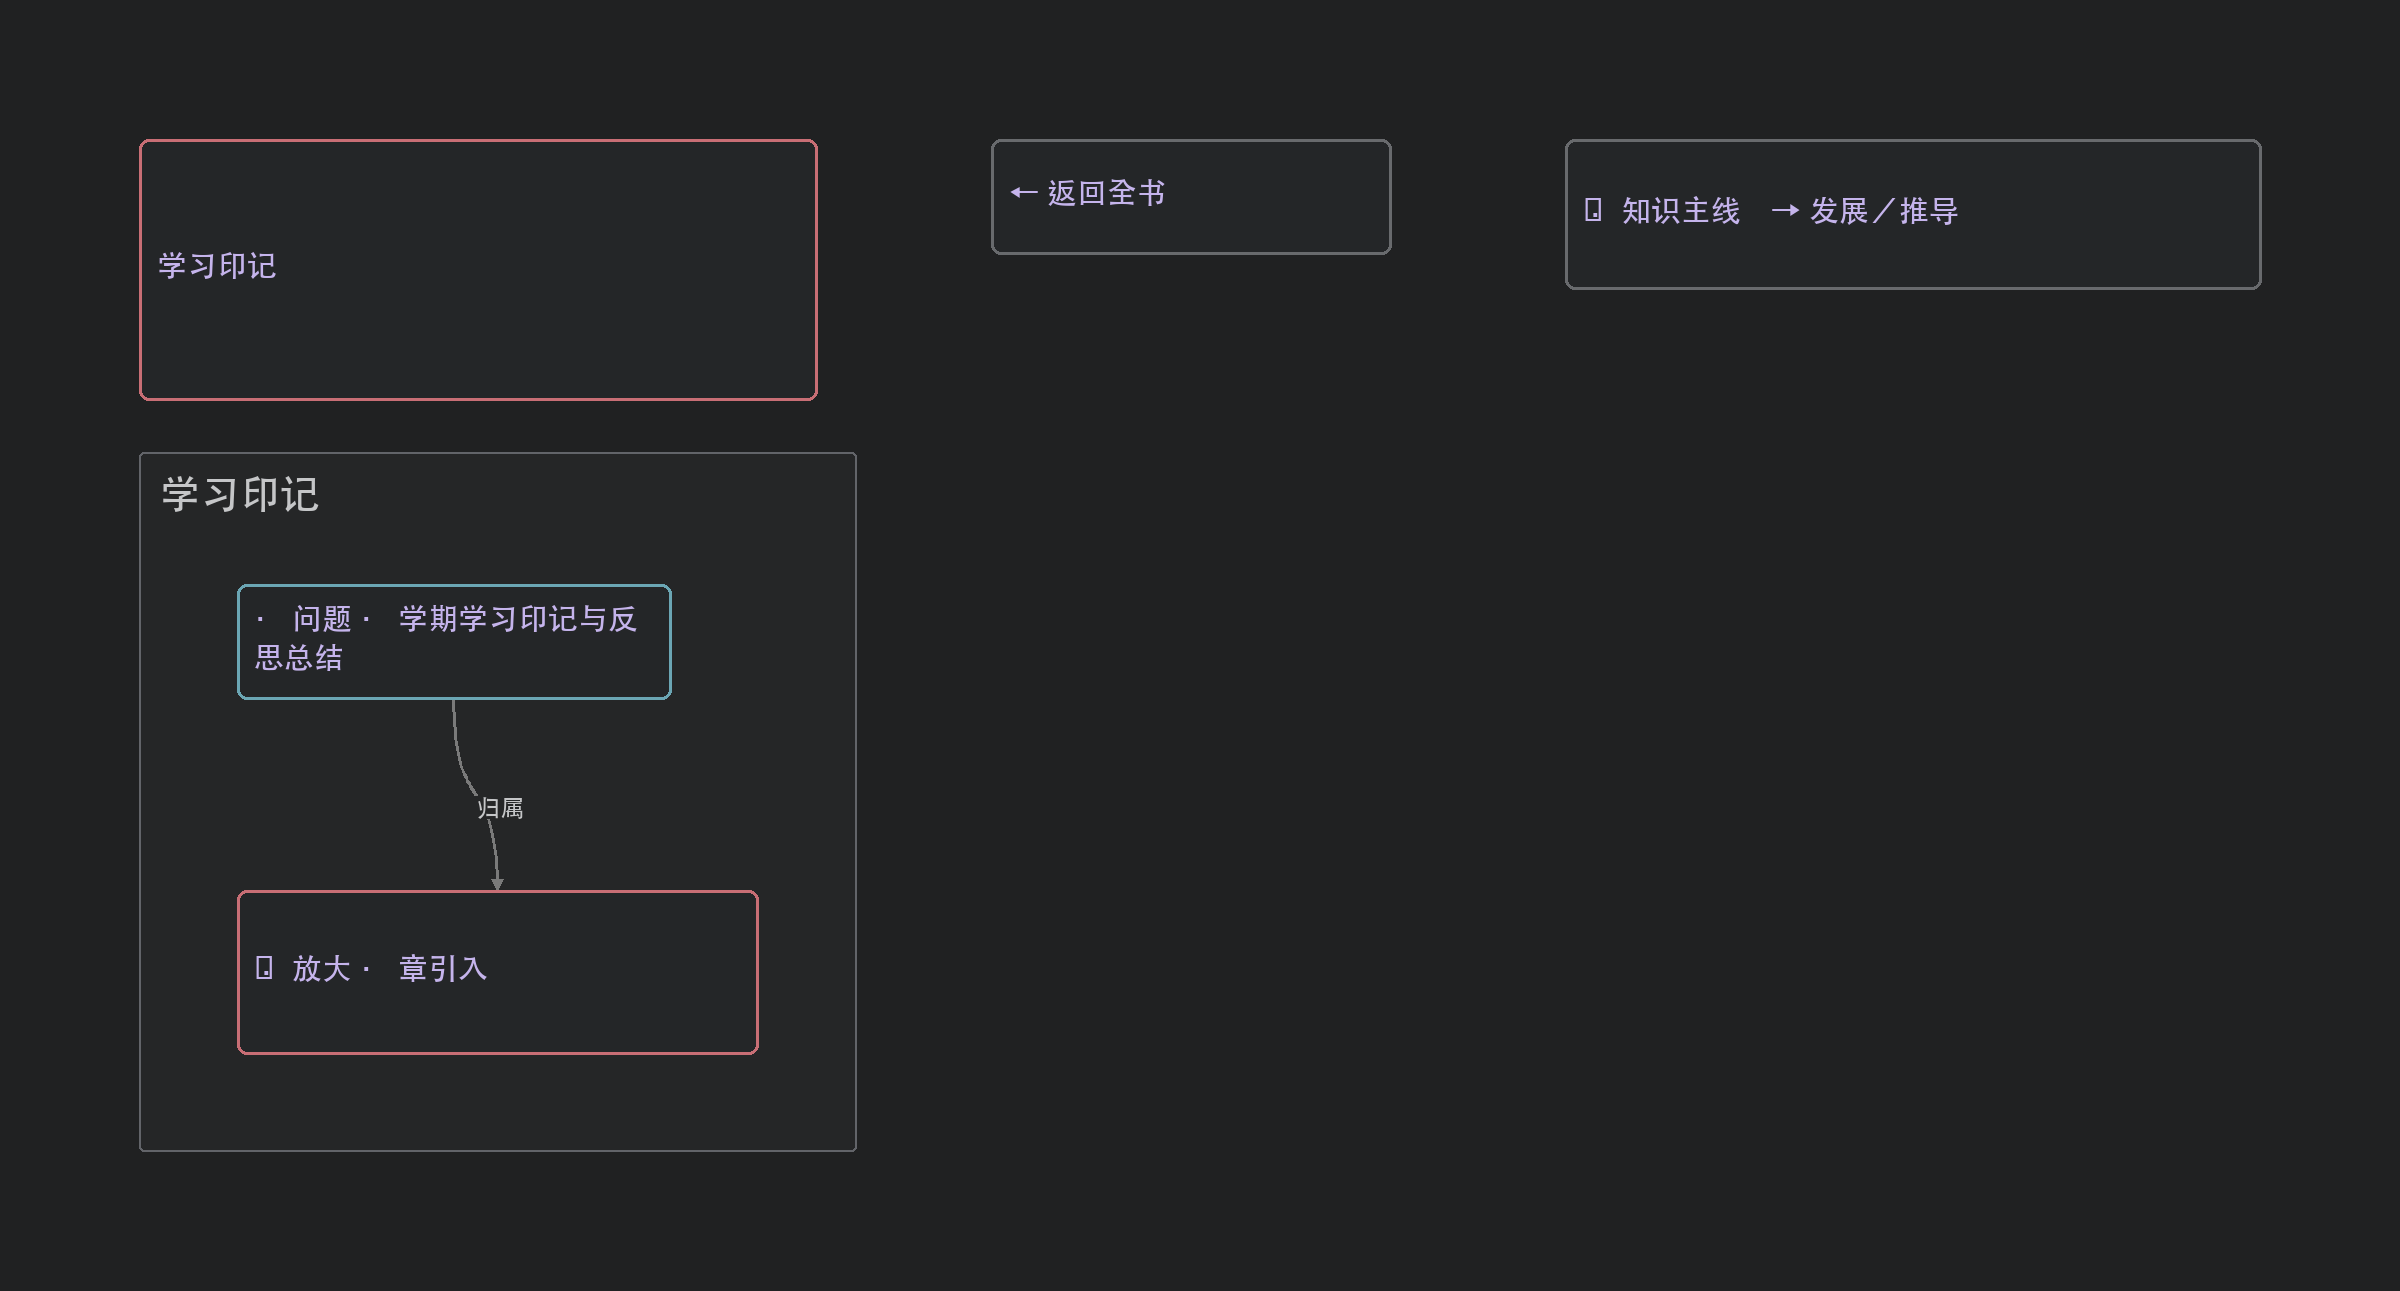 学习印记
← 返回全书
知识主线 → 发展／推导
学习印记
· 问题 · 学期学习印记与反
思总结
归属
放大 · 章引入